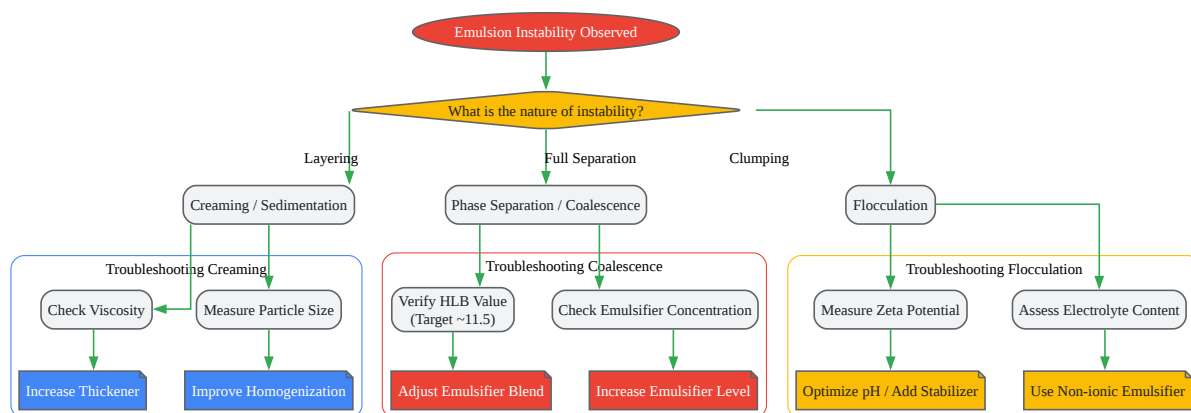 Emulsion Instability Observed
What is the nature of instability?
Layering
Full Separation
Clumping
Creaming / Sedimentation
Phase Separation / Coalescence
Flocculation
Troubleshooting Creaming
Troubleshooting Coalescence
Troubleshooting Flocculation
Check Viscosity
Measure Particle Size
Verify HLB Value
(Target ~11.5)
Check Emulsifier Concentration
Measure Zeta Potential
Assess Electrolyte Content
Increase Thickener
Improve Homogenization
Adjust Emulsifier Blend
Increase Emulsifier Level
Optimize pH / Add Stabilizer
Use Non-ionic Emulsifier